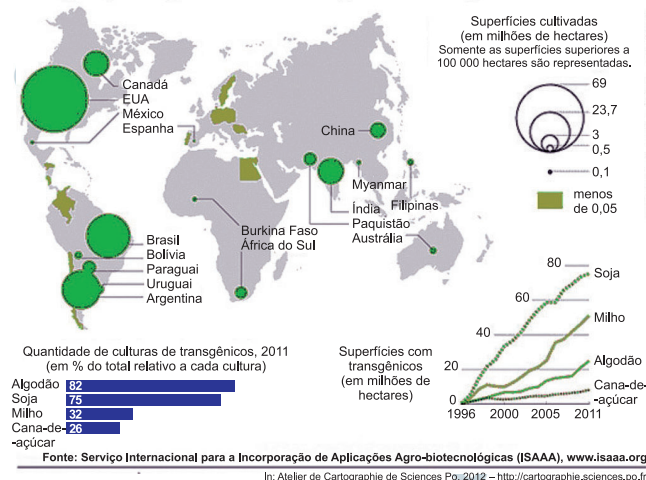 Superfícies cultivadas
(em milhões de hectares)
Somente as superfícies superiores a
100 000 hectares são representadas.
69
23,7
3
0,5
0,1
menos
de 0,05
Canadá
EUA
México
Espanha
China
Myanmar
Filipinas
Índia
Paquistão
Austrália
Burkina Faso
África do Sul
Brasil
Bolívia
Paraguai
Uruguai
Argentina
Quantidade de culturas de transgênicos, 2011
(em % do total relativo a cada cultura)
Algodão 82
Soja 75
Milho 32
Cana-de- 26
-açúcar
Superfícies com
transgênicos
(em milhões de
hectares)
80
60
40
20
0
1996 2000 2005 2011
Soja
Milho
Algodão
Cana-de-
-açúcar
Fonte: Serviço Internacional para a Incorporação de Aplicações Agro-biotecnológicas (ISAAA), www.isaaa.org
In: Atelier de Cartographie de Sciences Po, 2012 – http://cartographie.sciences.po.fr